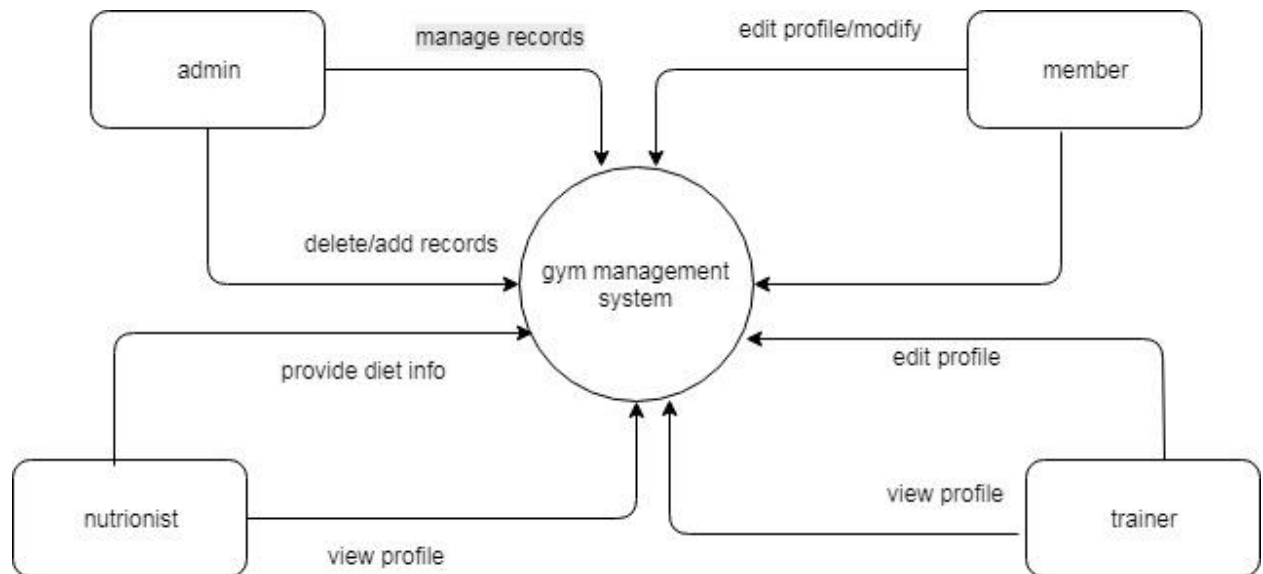 manage records
edit profile/modify
admin
member
delete/add records
gym management
system
edit profile
provide diet info
view profile
nutrionist
trainer
view profile